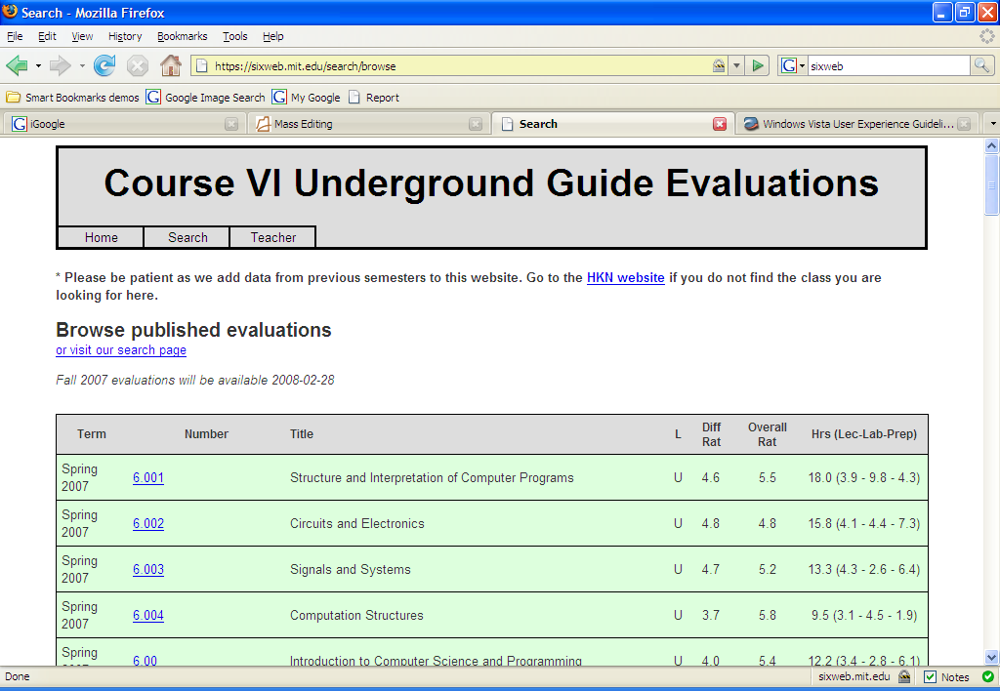 Search - Mozilla Firefox
File Edit View History Bookmarks Tools Help
https://sixweb.mit.edu/search/browse
G sixweb
Smart Bookmarks demos G Google Image Search G My Google Report
G iGoogle Mass Editing Search Windows Vista User Experience Guideli...
Course VI Underground Guide Evaluations
Home Search Teacher
* Please be patient as we add data from previous semesters to this website. Go to the HKN website if you do not find the class you are
looking for here.
Browse published evaluations
or visit our search page
Fall 2007 evaluations will be available 2008-02-28
Term Number Title L Diff Rat Overall Rat Hrs (Lec-Lab-Prep)
Spring 2007 6.001 Structure and Interpretation of Computer Programs U 4.6 5.5 18.0 (3.9 - 9.8 - 4.3)
Spring 2007 6.002 Circuits and Electronics U 4.8 4.8 15.8 (4.1 - 4.4 - 7.3)
Spring 2007 6.003 Signals and Systems U 4.7 5.2 13.3 (4.3 - 2.6 - 6.4)
Spring 2007 6.004 Computation Structures U 3.7 5.8 9.5 (3.1 - 4.5 - 1.9)
Spring 6.00 Introduction to Computer Science and Programming U 4.0 5.4 12.2 (3.4 - 2.8 - 6.1)
Done sixweb.mit.edu Notes